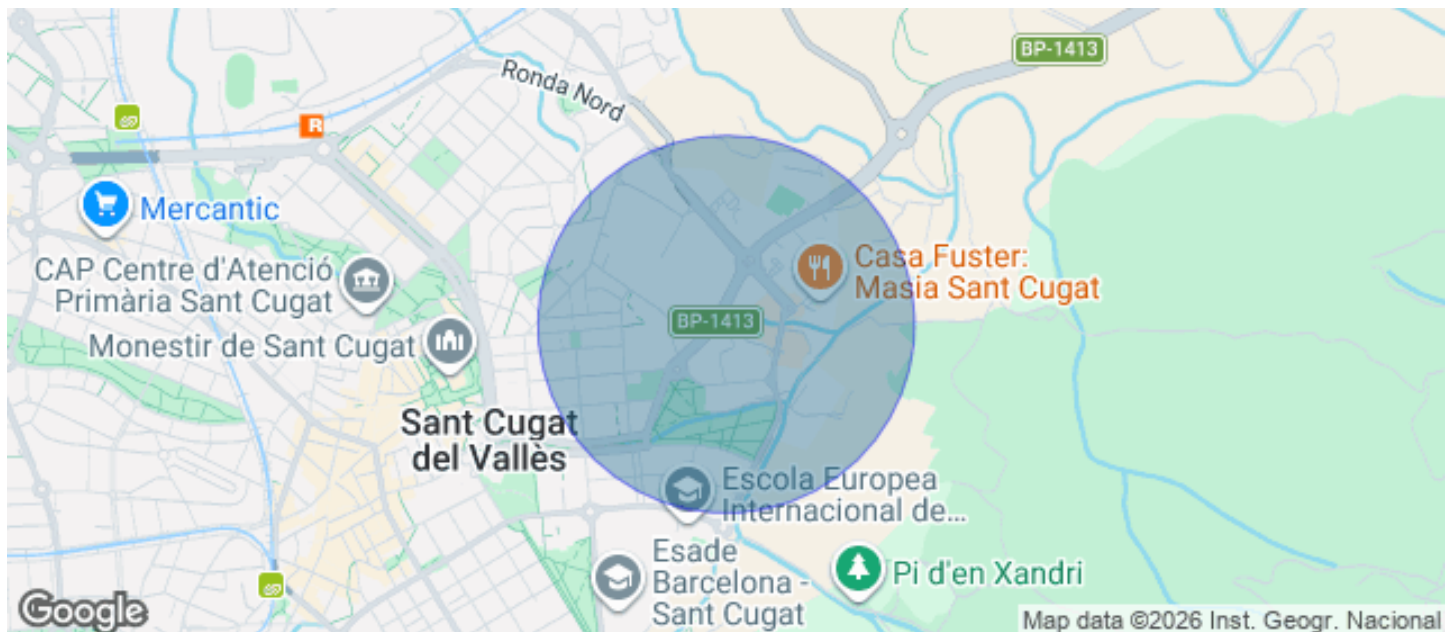 BP-1413
Ronda Nord
R
Mercantic
Casa Fuster:
Masia Sant Cugat
CAP Centre d'Atenció
Primària Sant Cugat
BP-1413
Monestir de Sant Cugat
Sant Cugat
del Vallès
Escola Europea
Internacional de...
Esade
Barcelona -
Sant Cugat
Pi d'en Xandri
Google
Map data ©2026 Inst. Geogr. Nacional